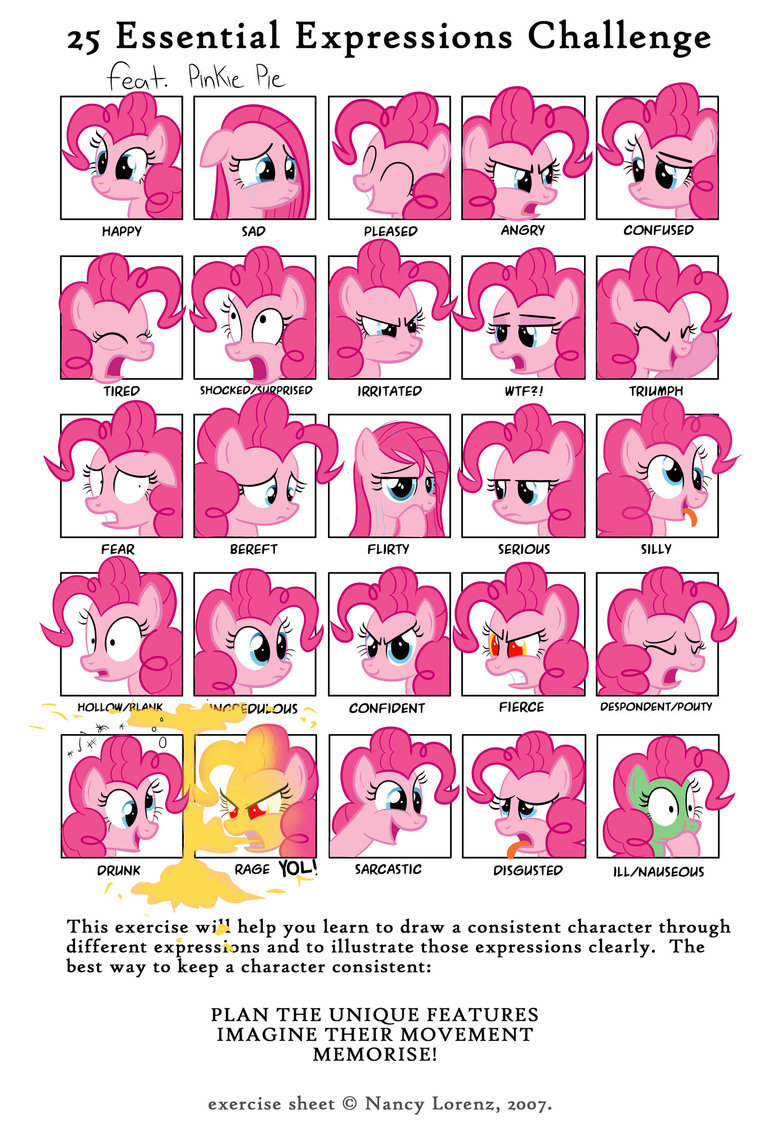 25 Essential Expressions Challenge
feat. Pinkie Pie
HAPPY SAD PLEASED ANGRY CONFUSED
TIRED SHOCKED/SURPRISED IRRITATED WTF?! TRIUMPH
FEAR BEREFT FLIRTY SERIOUS SILLY
HOLLOW/BLANK INCREDULOUS CONFIDENT FIERCE DESPONDENT/POUTY
DRUNK RAGE YOL! SARCASTIC DISGUSTED ILL/NAUSEOUS
This exercise will help you learn to draw a consistent character through
different expressions and to illustrate those expressions clearly. The
best way to keep a character consistent:
PLAN THE UNIQUE FEATURES
IMAGINE THEIR MOVEMENT
MEMORISE!
exercise sheet © Nancy Lorenz, 2007.